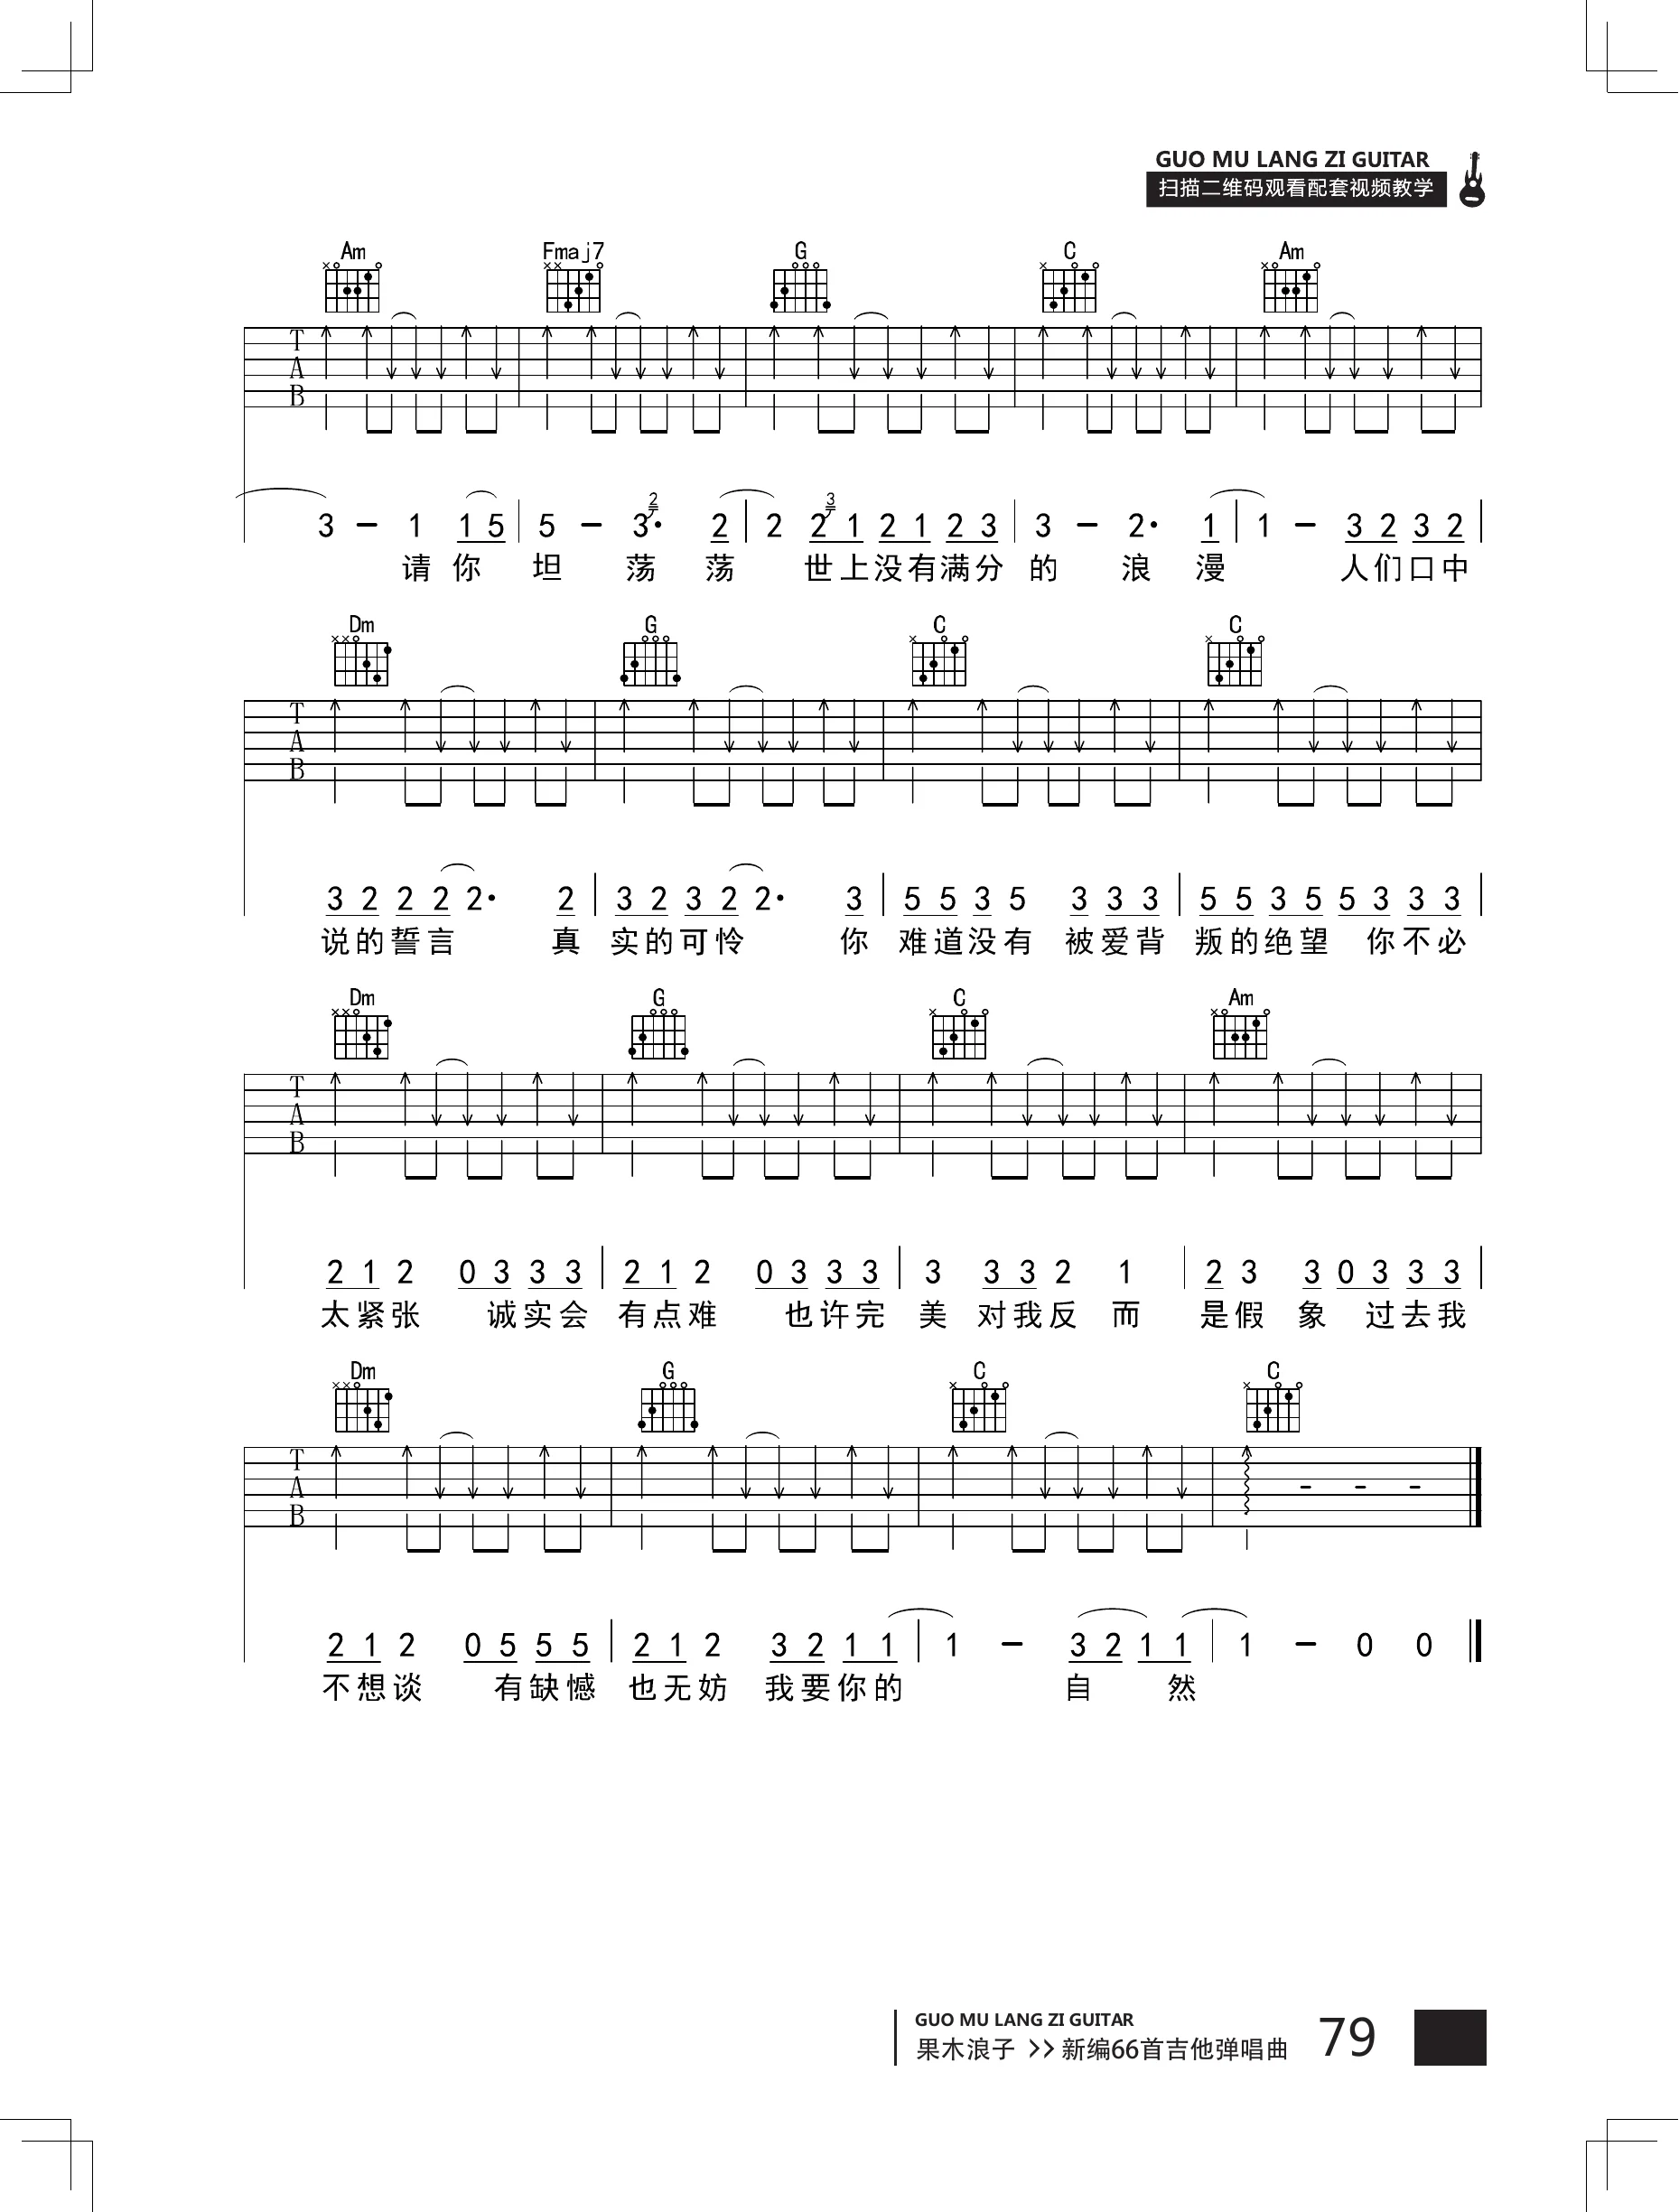 GUO MU LANG ZI GUITAR
扫描二维码观看配套视频教学
Am Fmaj7 G C Am
T
A
B
3 – 1 1 5 | 5 – 2 3· 2 | 2 3 2 1 2 1 2 3 | 3 – 2· 1 | 1 – 3 2 3 2 |
请你 坦 荡 荡 世上没有满分 的 浪 漫 人们口中
Dm G C C
T
A
B
3 2 2 2 2· 2 | 3 2 3 2 2· 3 | 5 5 3 5 3 3 3 | 5 5 3 5 5 3 3 3 |
说的誓言 真 实的可怜 你 难道没有 被爱背 叛的绝望 你不必
Dm G C Am
T
A
B
2 1 2 0 3 3 3 | 2 1 2 0 3 3 3 | 3 3 3 2 1 | 2 3 3 0 3 3 3 |
太紧张 诚实会 有点难 也许完 美 对我反 而 是假 象 过去我
Dm G C C
T
A
B
- - -
2 1 2 0 5 5 5 | 2 1 2 3 2 1 1 | 1 – 3 2 1 1 | 1 – 0 0
不想谈 有缺憾 也无妨 我要你的 自 然
GUO MU LANG ZI GUITAR
果木浪子 >> 新编66首吉他弹唱曲 79